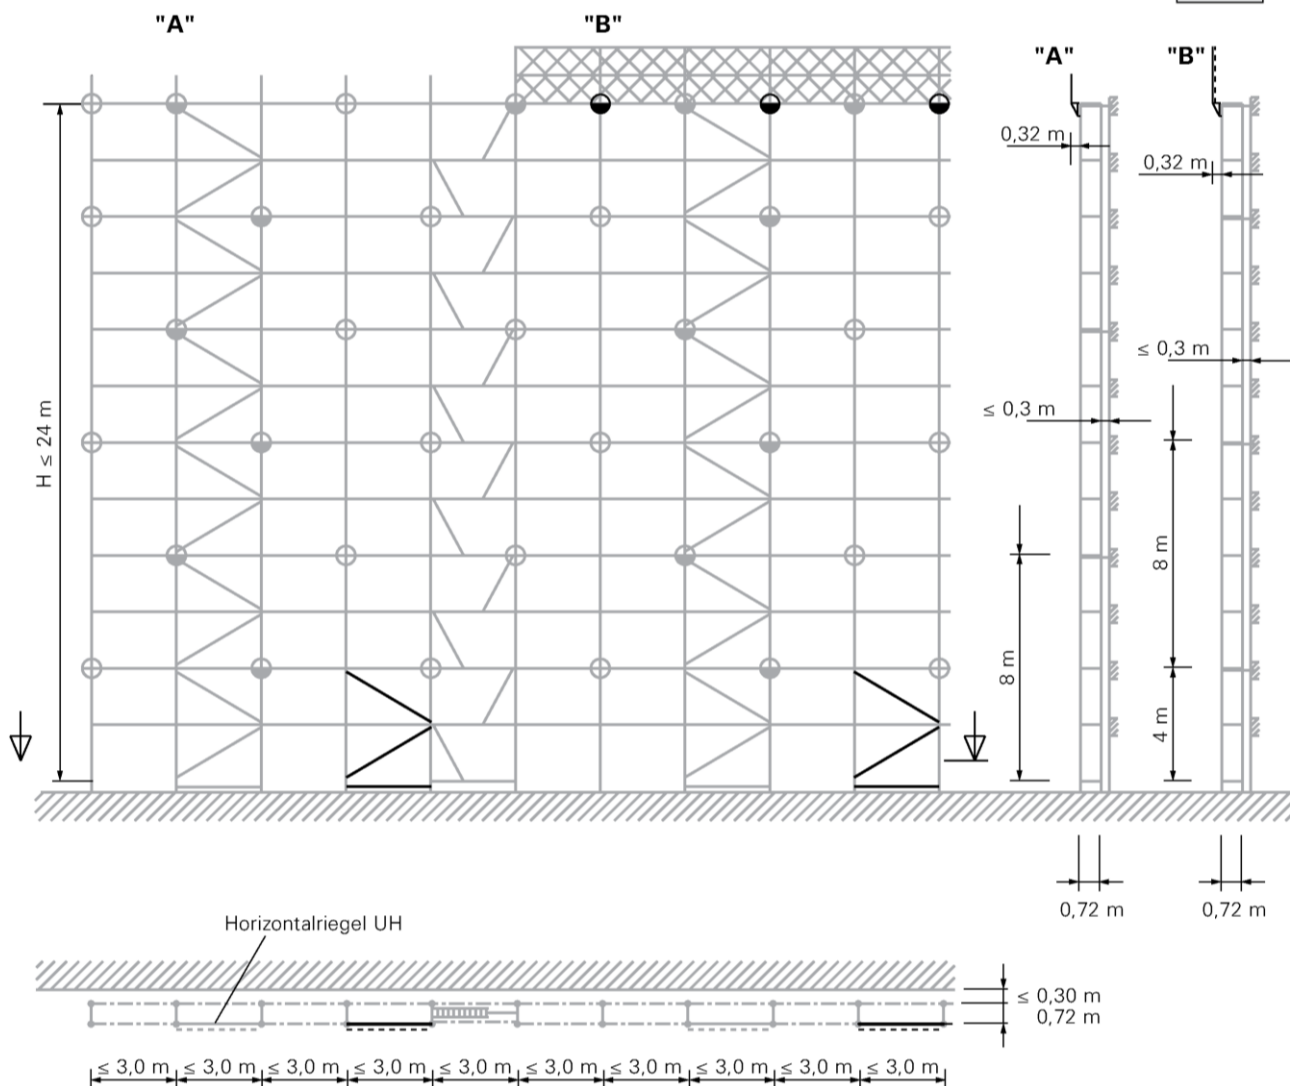 "A"
"B"
"A"
"B"
0,32 m
0,32 m
≤ 0,3 m
≤ 0,3 m
H ≤ 24 m
8 m
8 m
4 m
0,72 m
0,72 m
Horizontalriegel UH
≤ 0,30 m
0,72 m
≤ 3,0 m ≤ 3,0 m ≤ 3,0 m ≤ 3,0 m ≤ 3,0 m ≤ 3,0 m ≤ 3,0 m ≤ 3,0 m ≤ 3,0 m ≤ 3,0 m